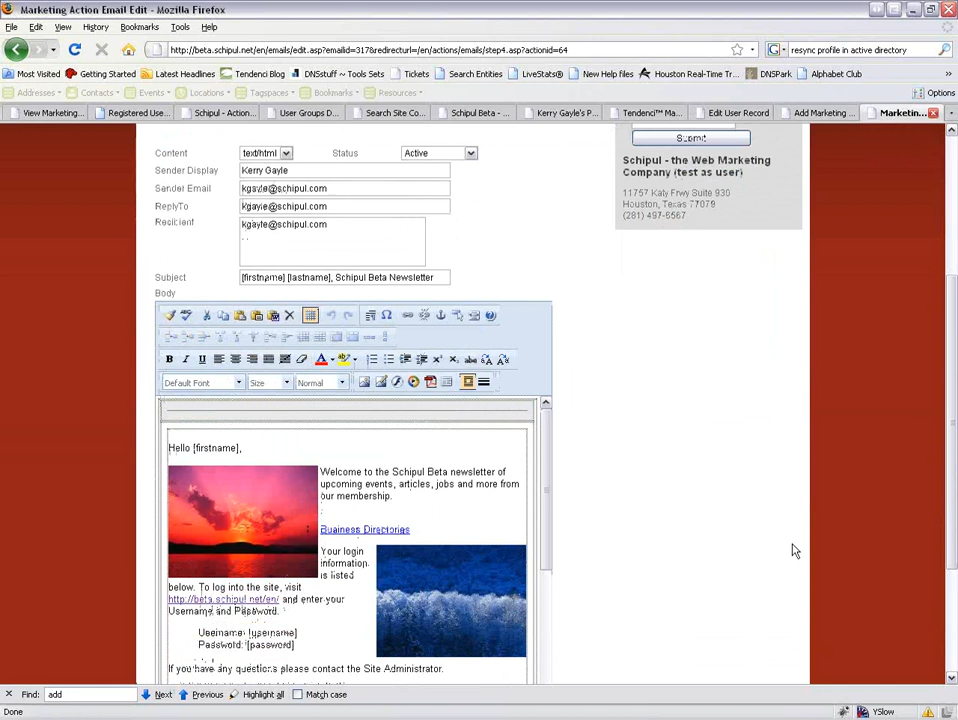 Marketing Action Email Edit - Mozilla Firefox
File Edit View History Bookmarks Tools Help
http://beta.schipul.net/en/emails/edit.asp?emailid=317&redirecturl=/en/actions/emails/step4.asp?actionid=64
resync profile in active directory
Most Visited Getting Started Latest Headlines Tendenci Blog DNSstuff ~ Tools Sets Tickets Search Entities LiveStats® New Help files Houston Real-Time Tr... DNSPark Alphabet Club »
Addresses Contacts Events Locations Tagspaces Bookmarks Resources Options
View Marketing... Registered Use... Schipul - Action... User Groups D... Search Site Co... Schipul Beta - ... Kerry Gayle's P... Tendenci™ Ma... Edit User Record Add Marketing ... Marketin...
Submit
Content text/html Status Active
Schipul - the Web Marketing
Company (test as user)
Sender Display Kerry Gayle
Sender Email kgayle@schipul.com
11757 Katy Frwy Suite 930
Houston, Texas 77079
(281) 497-6567
ReplyTo kgayle@schipul.com
Recipient kgayle@schipul.com
Subject [firstname] [lastname], Schipul Beta Newsletter
Body
Default Font Size Normal
Hello [firstname],
Welcome to the Schipul Beta newsletter of
upcoming events, articles, jobs and more from
our membership.
Business Directories
Your login
information
is listed
below. To log into the site, visit
http://beta.schipul.net/en/ and enter your
Username and Password.
Username: [username]
Password: [password]
If you have any questions please contact the Site Administrator.
Find: add Next Previous Highlight all Match case
Done YSlow